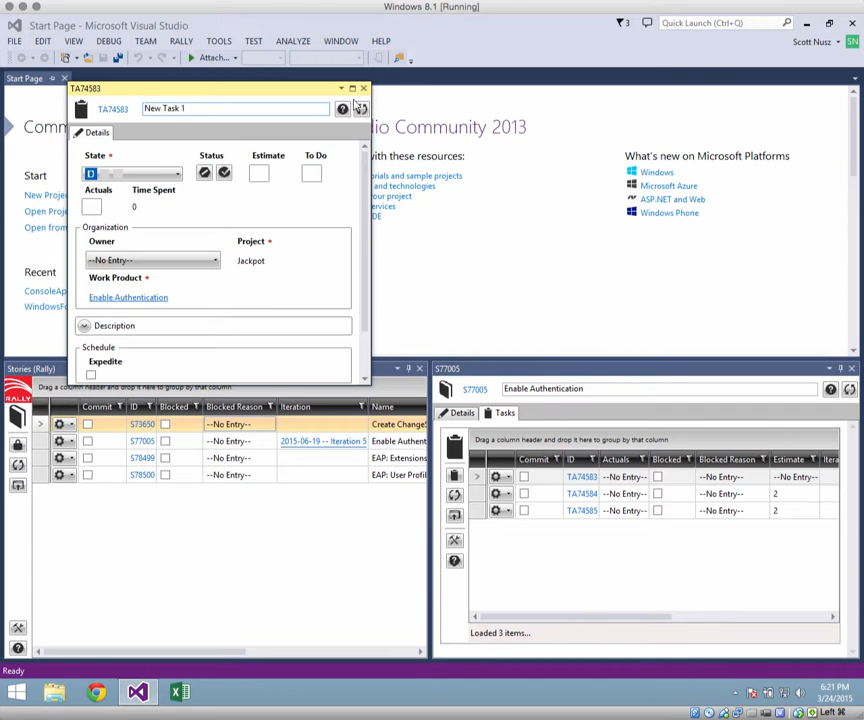 Windows 8.1 [Running]
Start Page - Microsoft Visual Studio
3
Quick Launch (Ctrl+Q)
FILE EDIT VIEW DEBUG TEAM RALLY TOOLS TEST ANALYZE WINDOW HELP
Scott Nusz SN
Attach...
Start Page
TA74583
TA74583 New Task 1
Details
State * Status Estimate To Do
D
Actuals Time Spent
0
Organization
Owner Project *
--No Entry-- Jackpot
Work Product *
Enable Authentication
Description
Schedule
Expedite
io Community 2013
with these resources:
rials and sample projects
and technologies
our project
ervices
DE
What's new on Microsoft Platforms
Windows
Microsoft Azure
ASP.NET and Web
Windows Phone
Start
New Proj
Open Proj
Open from
Recent
ConsoleAp
WindowsFo
Stories (Rally)
RALLY
Drag a column header and drop it here to group by that column
Commit ID Blocked Blocked Reason Iteration Name
S73650 --No Entry-- Create ChangeS
S77005 --No Entry-- 2015-06-19 -- Iteration 5 Enable Authent
S78499 --No Entry-- EAP: Extensions
S78500 --No Entry-- EAP: User Profil
S77005
S77005 Enable Authentication
Details Tasks
Drag a column header and drop it here to group by that column
Commit ID Actuals Blocked Blocked Reason Estimate Itera
TA74583 --No Entry-- --No Entry-- --No Entry--
TA74584 --No Entry-- --No Entry-- 2
TA74585 --No Entry-- --No Entry-- 2
Loaded 3 items...
Ready
6:21 PM
3/24/2015
Left ⌘